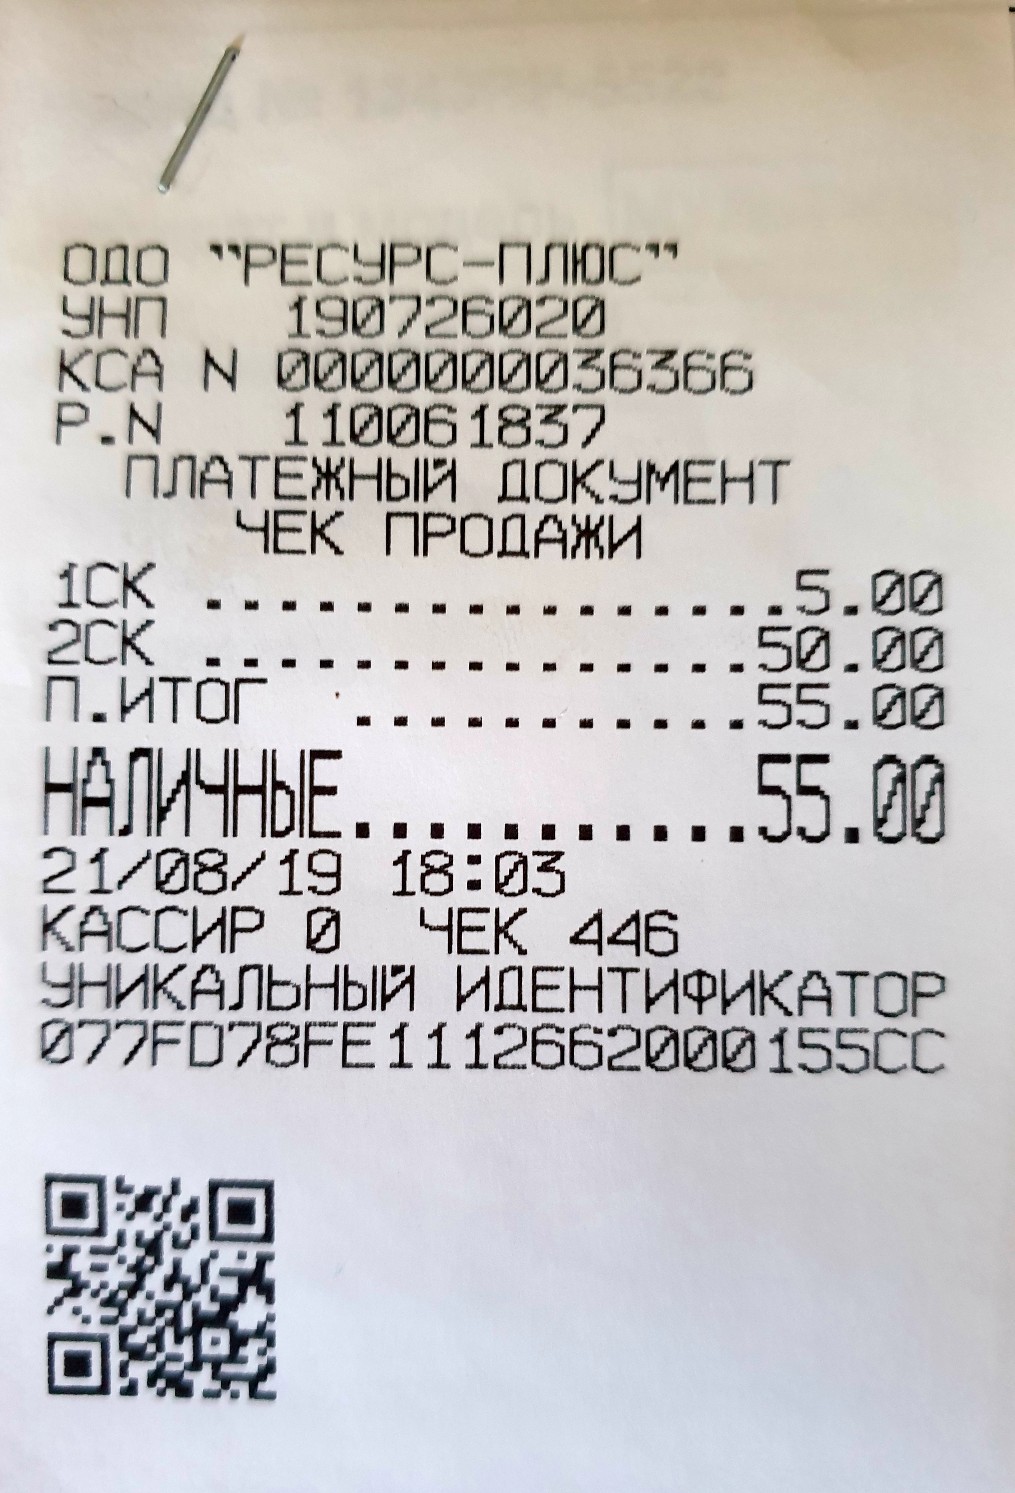 ОДО "РЕСУРС-ПЛЮС"
УНП 190726020
КСА N 0000000036366
Р.N 110061837
ПЛАТЕЖНЫЙ ДОКУМЕНТ
ЧЕК ПРОДАЖИ
1СК ................5.00
2СК ...............50.00
П.ИТОГ ...........55.00
НАЛИЧНЫЕ...........55.00
21/08/19 18:03
КАССИР 0 ЧЕК 446
УНИКАЛЬНЫЙ ИДЕНТИФИКАТОР
077FD78FE1112662000155CC